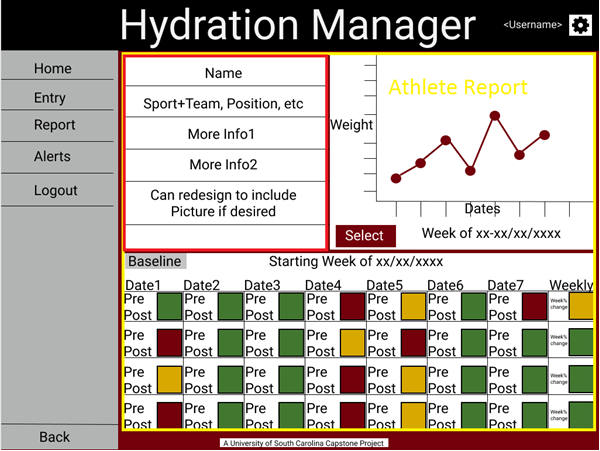 Hydration Manager
<Username>
Home
Entry
Report
Alerts
Logout
Back
Name
Sport+Team, Position, etc
More Info1
More Info2
Can redesign to include
Picture if desired
Athlete Report
Weight
Dates
Select
Week of xx-xx/xx/xxxx
Baseline
Starting Week of xx/xx/xxxx
Date1 Date2 Date3 Date4 Date5 Date6 Date7 Weekly
Pre Pre Pre Pre Pre Pre Pre Week%
Post Post Post Post Post Post Post change
Pre Pre Pre Pre Pre Pre Pre Week%
Post Post Post Post Post Post Post change
Pre Pre Pre Pre Pre Pre Pre Week%
Post Post Post Post Post Post Post change
Pre Pre Pre Pre Pre Pre Pre Week%
Post Post Post Post Post Post Post change
A University of South Carolina Capstone Project